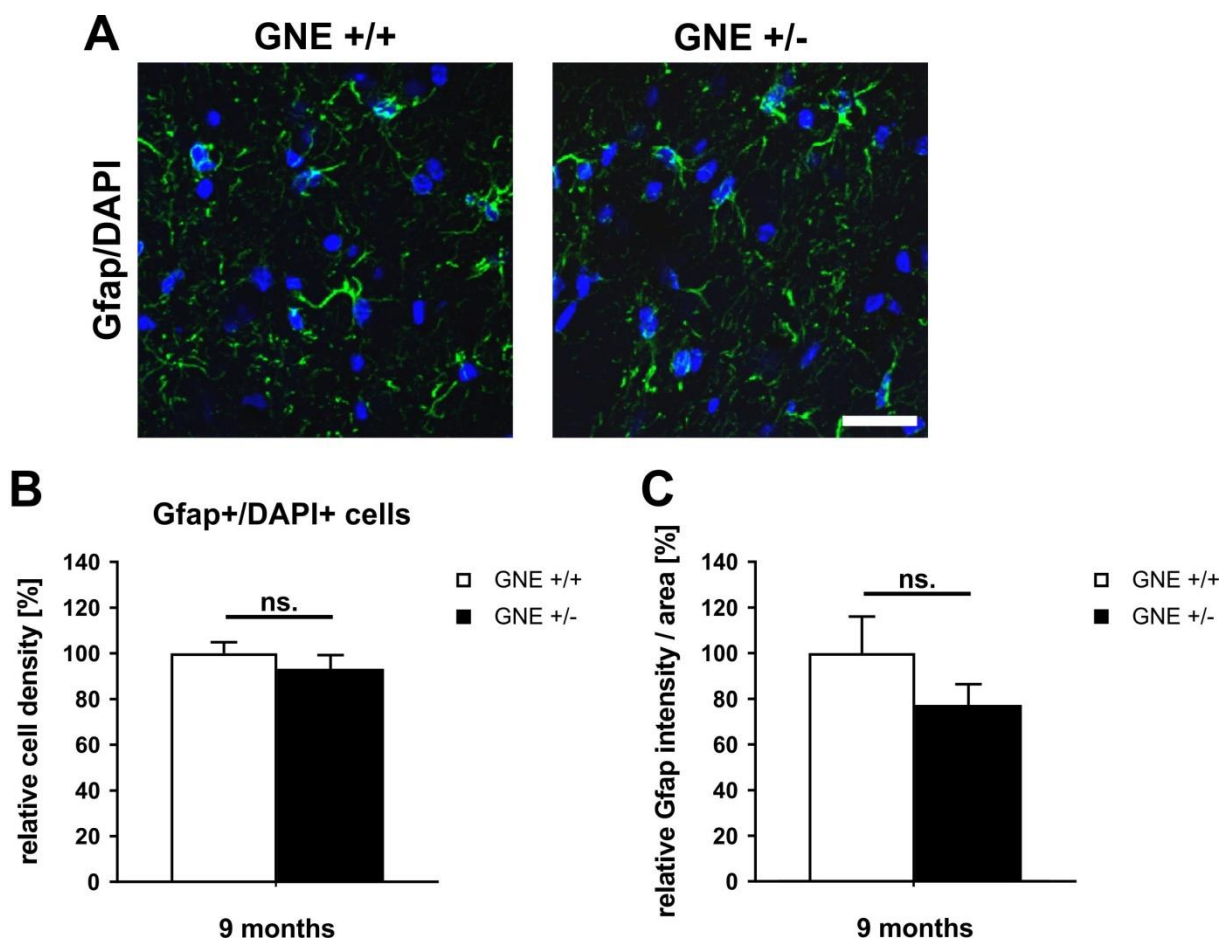 A
GNE +/+
GNE +/-
Gfap/DAPI
B
Gfap+/DAPI+ cells
relative cell density [%]
140
120
100
80
60
40
20
0
ns.
9 months
GNE +/+
GNE +/-
C
relative Gfap intensity / area [%]
140
120
100
80
60
40
20
0
ns.
9 months
GNE +/+
GNE +/-